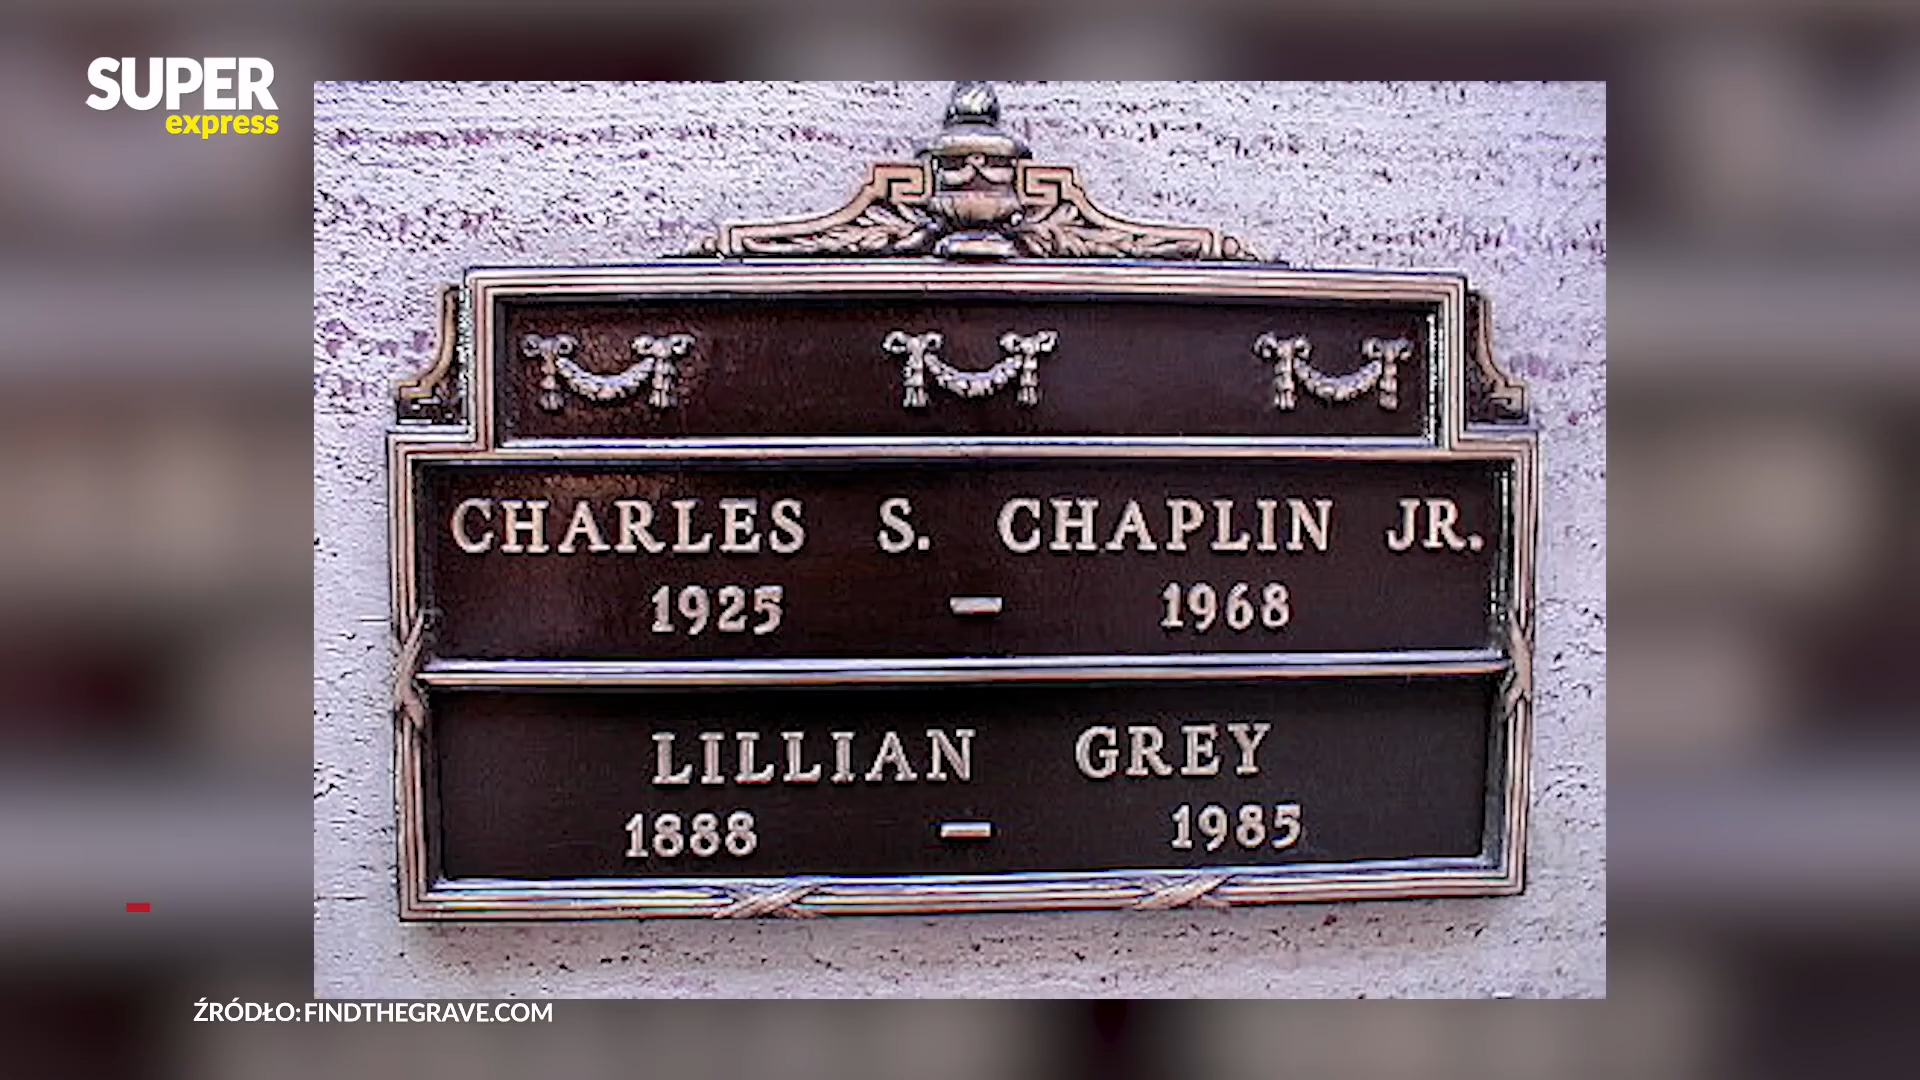 SUPER
express
CHARLES S. CHAPLIN JR.
1925 – 1968
LILLIAN GREY
1888 – 1985
ŹRÓDŁO: FINDTHEGRAVE.COM